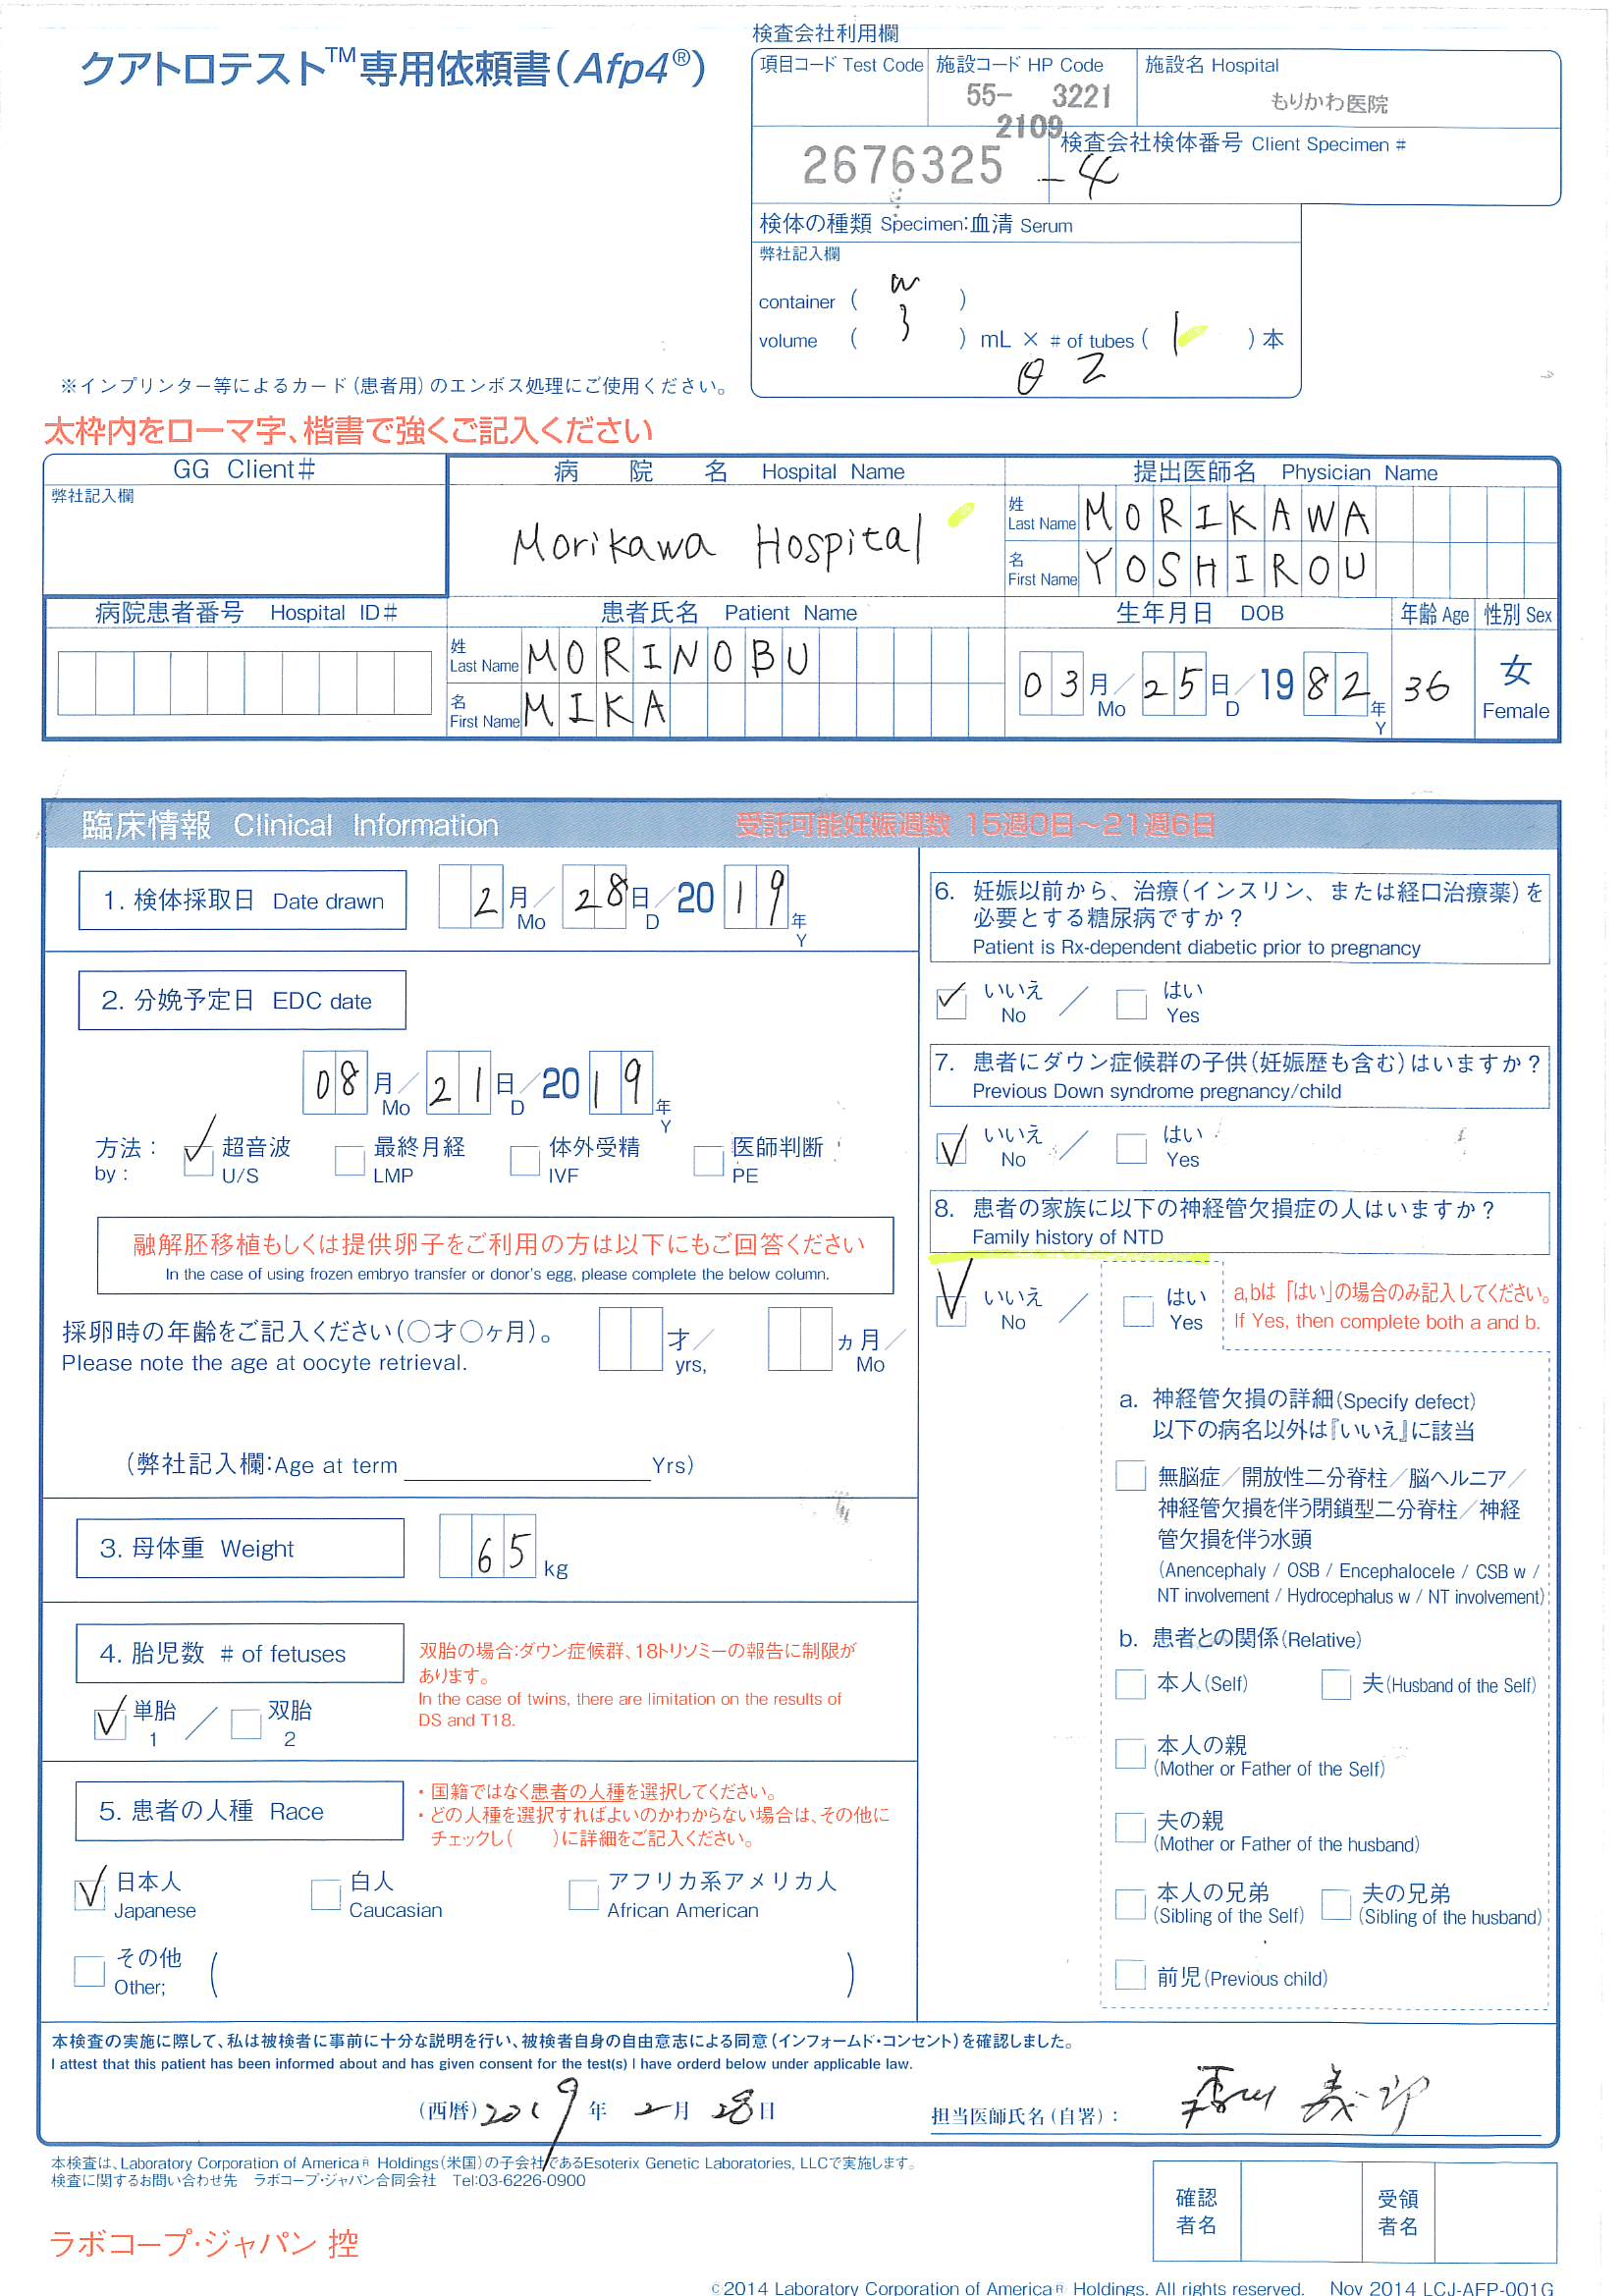 検査会社利用欄
クアトロテスト™専用依頼書(Afp4®)
項目コード Test Code 施設コード HP Code 施設名 Hospital
55- 3221 もりかわ医院
2109
検査会社検体番号 Client Specimen #
2676325 -4
検体の種類 Specimen:血清 Serum
弊社記入欄
container ( )
volume ( 3 ) mL × # of tubes ( 1 ) 本
※インプリンター等によるカード(患者用)のエンボス処理にご使用ください。
太枠内をローマ字、楷書で強くご記入ください
GG Client# 病院名 Hospital Name 提出医師名 Physician Name
弊社記入欄
Morikawa Hospital
姓 Last Name MORIKAWA
名 First Name YOSHIROU
病院患者番号 Hospital ID# 患者氏名 Patient Name 生年月日 DOB 年齢 Age 性別 Sex
姓 Last Name MORINOBU
名 First Name MIKA
03月/25日/1982年 36 女
Mo D Y Female
臨床情報 Clinical Information 受託可能妊娠週数 15週0日〜21週6日
1. 検体採取日 Date drawn 2月/28日/2019年
Mo D Y
2. 分娩予定日 EDC date
08月/21日/2019年
Mo D Y
方法: 超音波 最終月経 体外受精 医師判断
by: U/S LMP IVF PE
融解胚移植もしくは提供卵子をご利用の方は以下にもご回答ください
In the case of using frozen embryo transfer or donor's egg, please complete the below column.
採卵時の年齢をご記入ください(○才○ヶ月)。 才/ ヵ月/
Please note the age at oocyte retrieval. yrs, Mo
(弊社記入欄:Age at term Yrs)
3. 母体重 Weight 65 kg
4. 胎児数 # of fetuses
双胎の場合:ダウン症候群、18トリソミーの報告に制限が
あります。
In the case of twins, there are limitation on the results of
DS and T18.
単胎 / 双胎
1 2
5. 患者の人種 Race
・国籍ではなく患者の人種を選択してください。
・どの人種を選択すればよいのかわからない場合は、その他に
チェックし( )に詳細をご記入ください。
日本人 白人 アフリカ系アメリカ人
Japanese Caucasian African American
その他 ( )
Other;
6. 妊娠以前から、治療(インスリン、または経口治療薬)を
必要とする糖尿病ですか?
Patient is Rx-dependent diabetic prior to pregnancy
いいえ / はい
No Yes
7. 患者にダウン症候群の子供(妊娠歴も含む)はいますか?
Previous Down syndrome pregnancy/child
いいえ / はい
No Yes
8. 患者の家族に以下の神経管欠損症の人はいますか?
Family history of NTD
いいえ / はい
No Yes
a,bは「はい」の場合のみ記入してください。
If Yes, then complete both a and b.
a. 神経管欠損の詳細(Specify defect)
以下の病名以外は『いいえ』に該当
無脳症/開放性二分脊柱/脳ヘルニア/
神経管欠損を伴う閉鎖型二分脊柱/神経
管欠損を伴う水頭
(Anencephaly / OSB / Encephalocele / CSB w /
NT involvement / Hydrocephalus w / NT involvement)
b. 患者との関係(Relative)
本人(Self) 夫(Husband of the Self)
本人の親
(Mother or Father of the Self)
夫の親
(Mother or Father of the husband)
本人の兄弟 夫の兄弟
(Sibling of the Self) (Sibling of the husband)
前児(Previous child)
本検査の実施に際して、私は被検者に事前に十分な説明を行い、被検者自身の自由意志による同意(インフォームド・コンセント)を確認しました。
I attest that this patient has been informed about and has given consent for the test(s) I have orderd below under applicable law.
(西暦)2019年 2月 28日 担当医師氏名(自署):
本検査は、Laboratory Corporation of America® Holdings(米国)の子会社であるEsoterix Genetic Laboratories, LLCで実施します。
検査に関するお問い合わせ先 ラボコープ・ジャパン合同会社 Tel:03-6226-0900
確認 受領
者名 者名
ラボコープ・ジャパン 控
©2014 Laboratory Corporation of America® Holdings. All rights reserved. Nov 2014 LCJ-AFP-001G